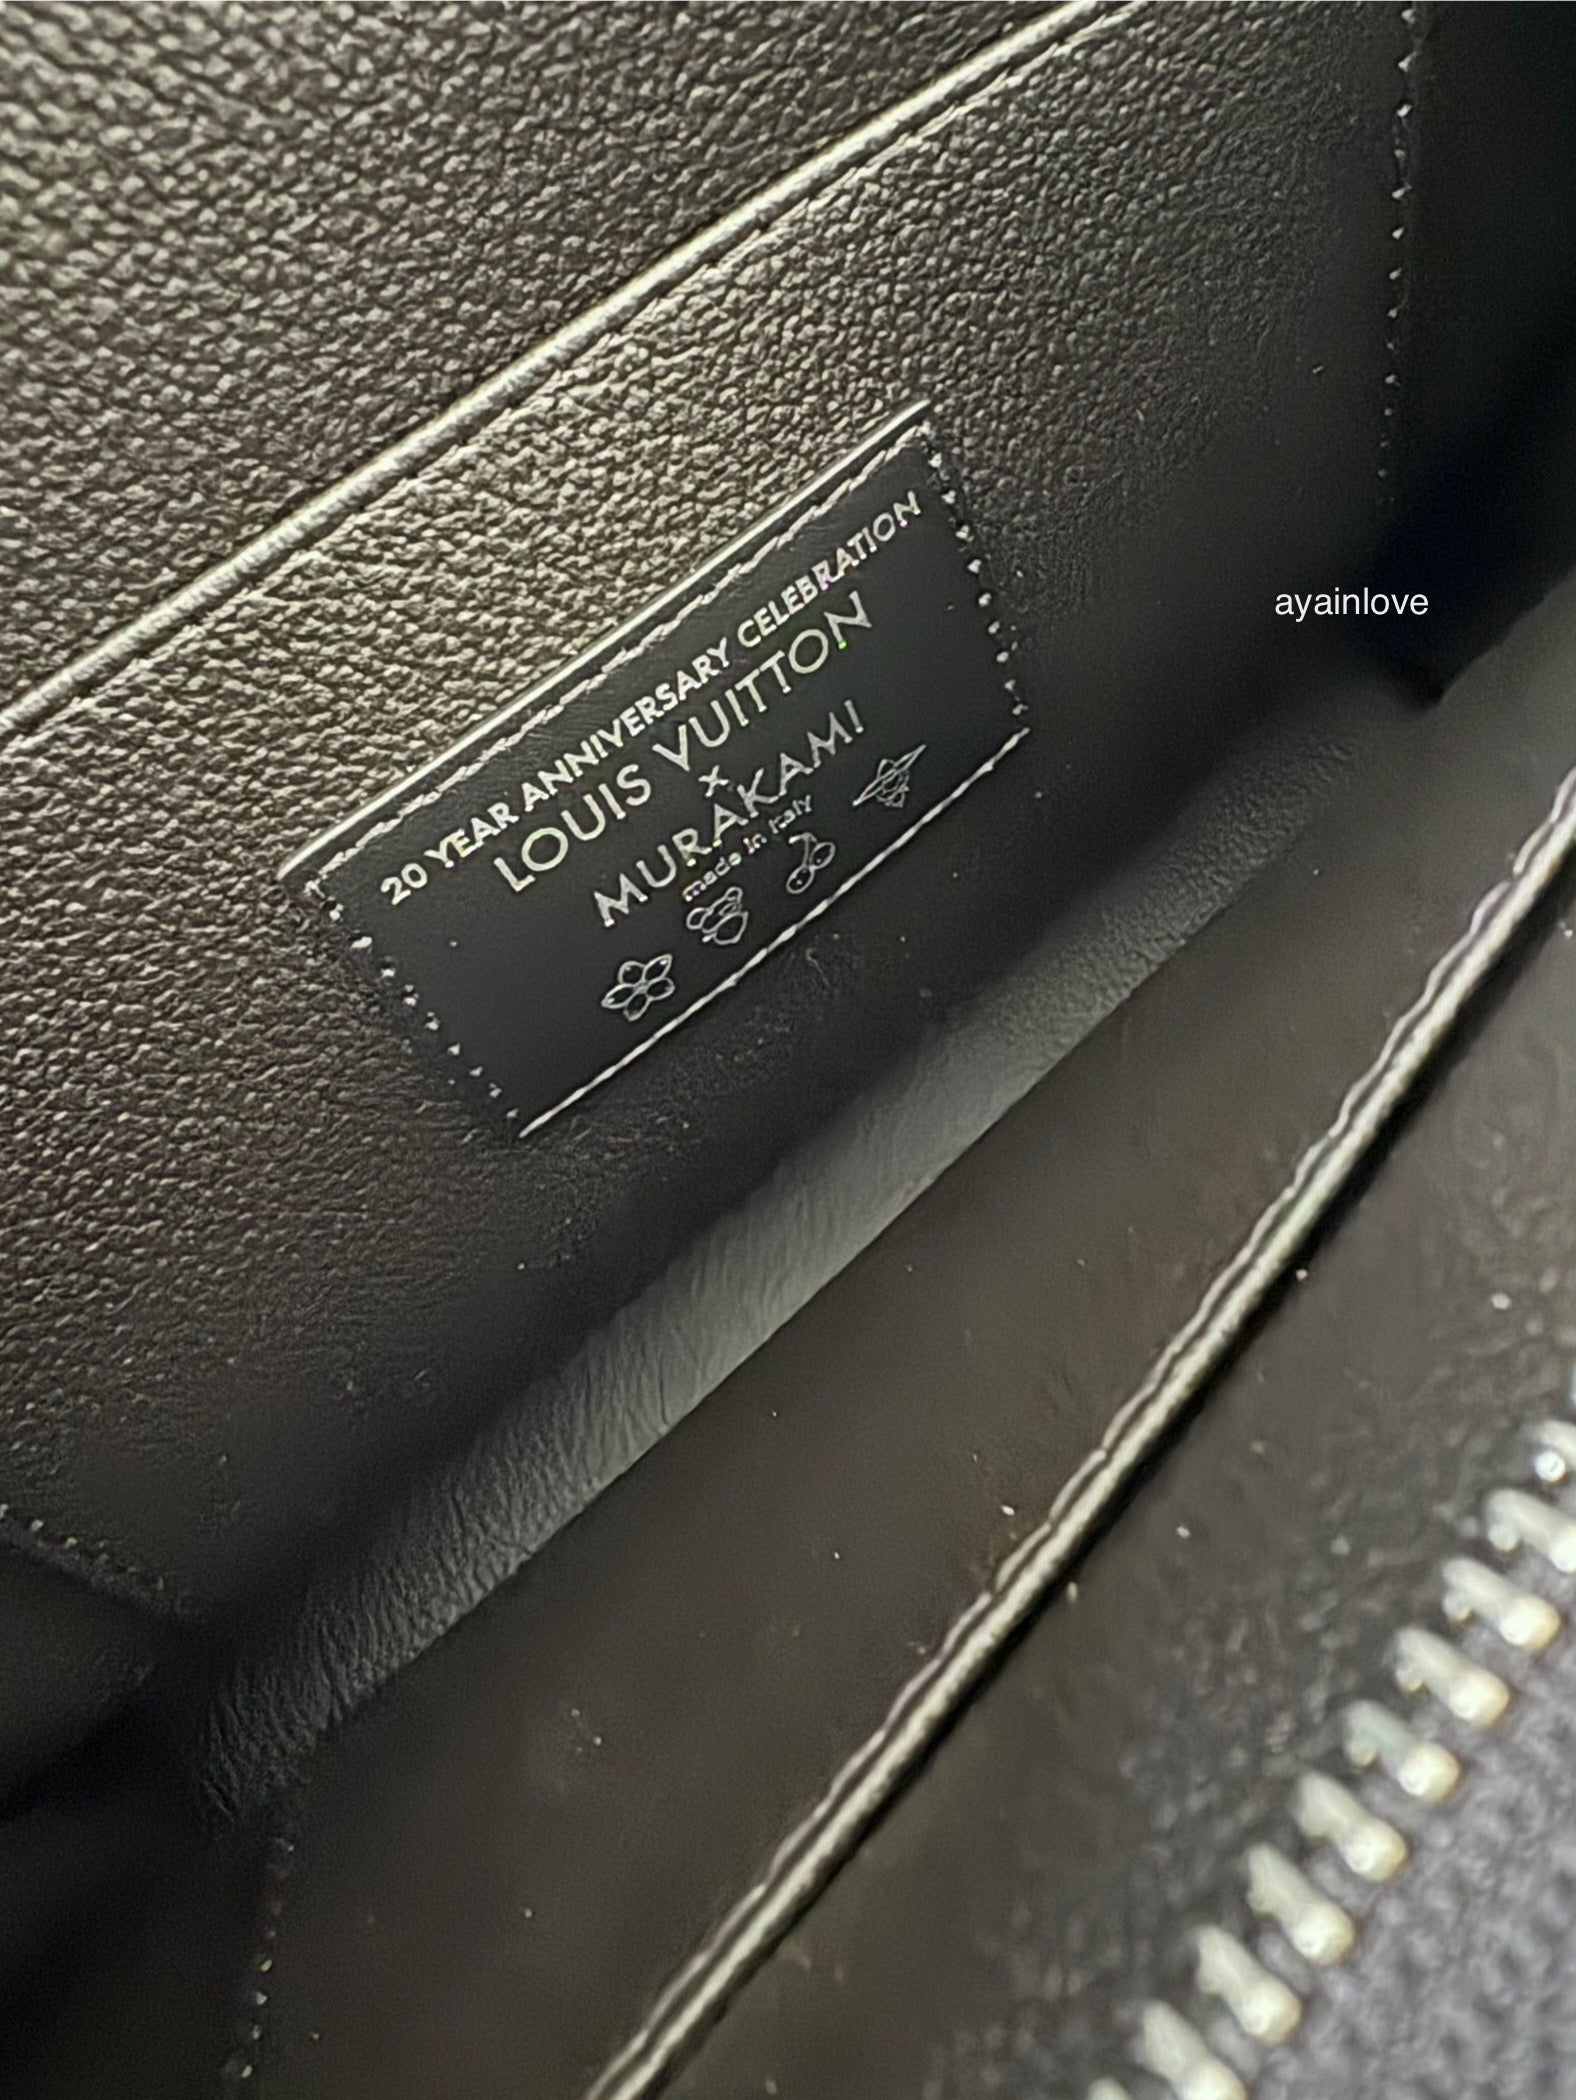 20 YEAR ANNIVERSARY CELEBRATION
LOUIS VUITTON
x
MURAKAMI
made in Italy
ayainlove